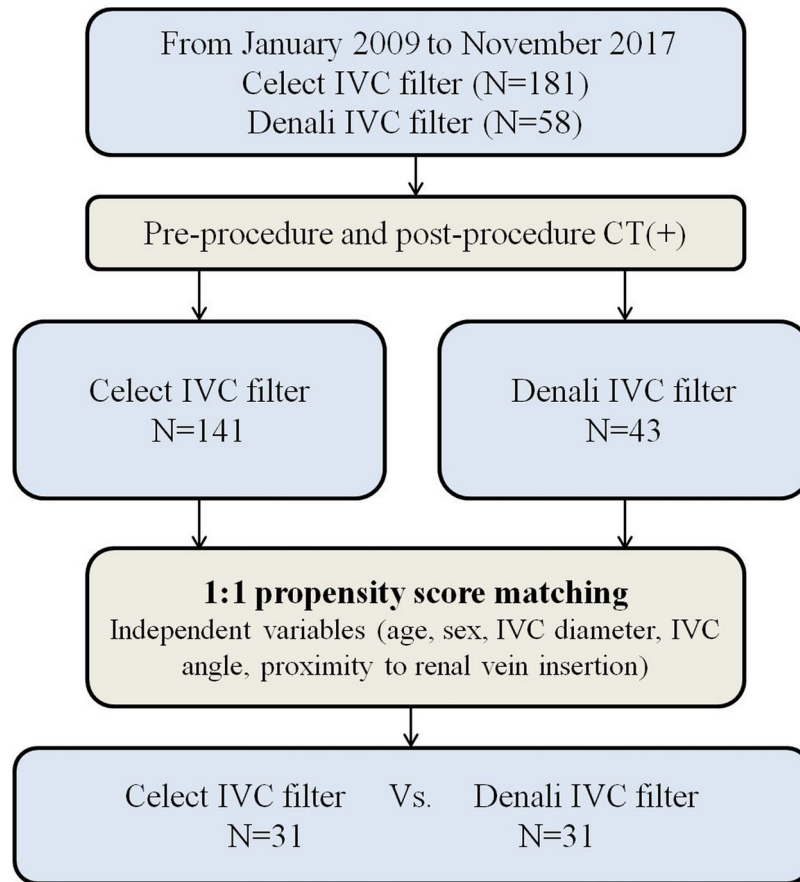 From January 2009 to November 2017
Celect IVC filter (N=181)
Denali IVC filter (N=58)
Pre-procedure and post-procedure CT(+)
Celect IVC filter
N=141
Denali IVC filter
N=43
1:1 propensity score matching
Independent variables (age, sex, IVC diameter, IVC
angle, proximity to renal vein insertion)
Celect IVC filter Vs. Denali IVC filter
N=31 N=31